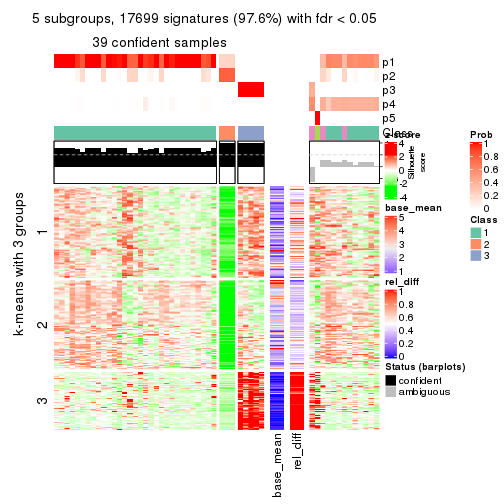 5 subgroups, 17699 signatures (97.6%) with fdr < 0.05
39 confident samples
p1
p2
p3
p4
p5
Class
k-means with 3 groups
1
2
3
base_mean
rel_diff
z-score
4
2
0
-2
-4
Silhouette
score
base_mean
5
4
3
2
1
rel_diff
1
0.8
0.6
0.4
0.2
0
Status (barplots)
confident
ambiguous
Prob
1
0.8
0.6
0.4
0.2
0
Class
1
2
3